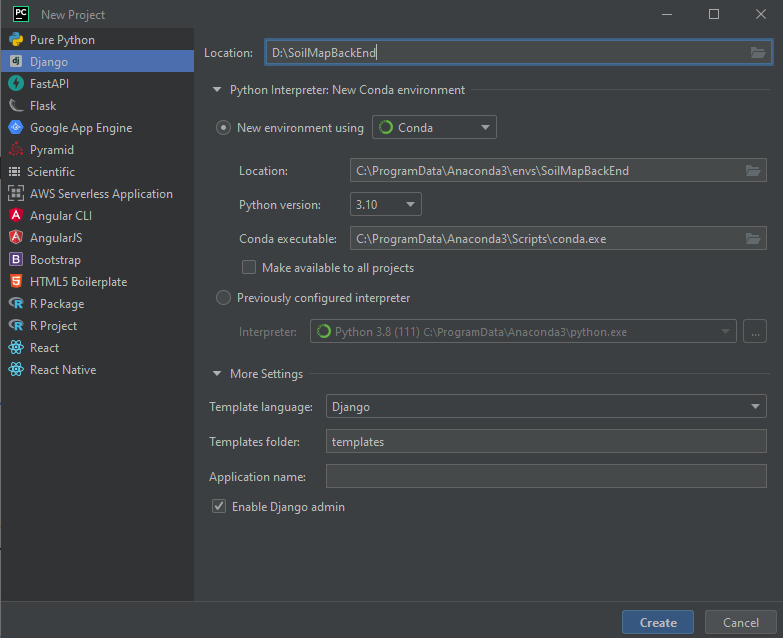 PC New Project
Pure Python
dj Django
FastAPI
Flask
Google App Engine
Pyramid
Scientific
AWS Serverless Application
Angular CLI
AngularJS
Bootstrap
HTML5 Boilerplate
R Package
R Project
React
React Native
Location: D:\SoilMapBackEnd
Python Interpreter: New Conda environment
New environment using Conda
Location: C:\ProgramData\Anaconda3\envs\SoilMapBackEnd
Python version: 3.10
Conda executable: C:\ProgramData\Anaconda3\Scripts\conda.exe
Make available to all projects
Previously configured interpreter
Interpreter: Python 3.8 (111) C:\ProgramData\Anaconda3\python.exe ...
More Settings
Template language: Django
Templates folder: templates
Application name:
Enable Django admin
Create Cancel